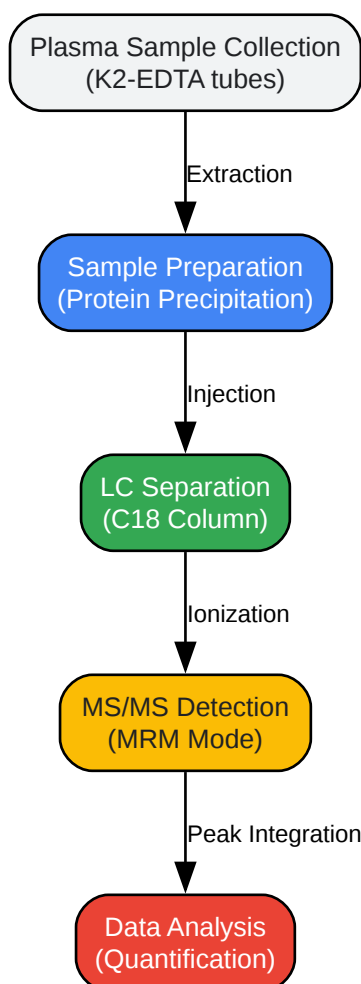 Plasma Sample Collection
(K2-EDTA tubes)
Extraction
Sample Preparation
(Protein Precipitation)
Injection
LC Separation
(C18 Column)
Ionization
MS/MS Detection
(MRM Mode)
Peak Integration
Data Analysis
(Quantification)